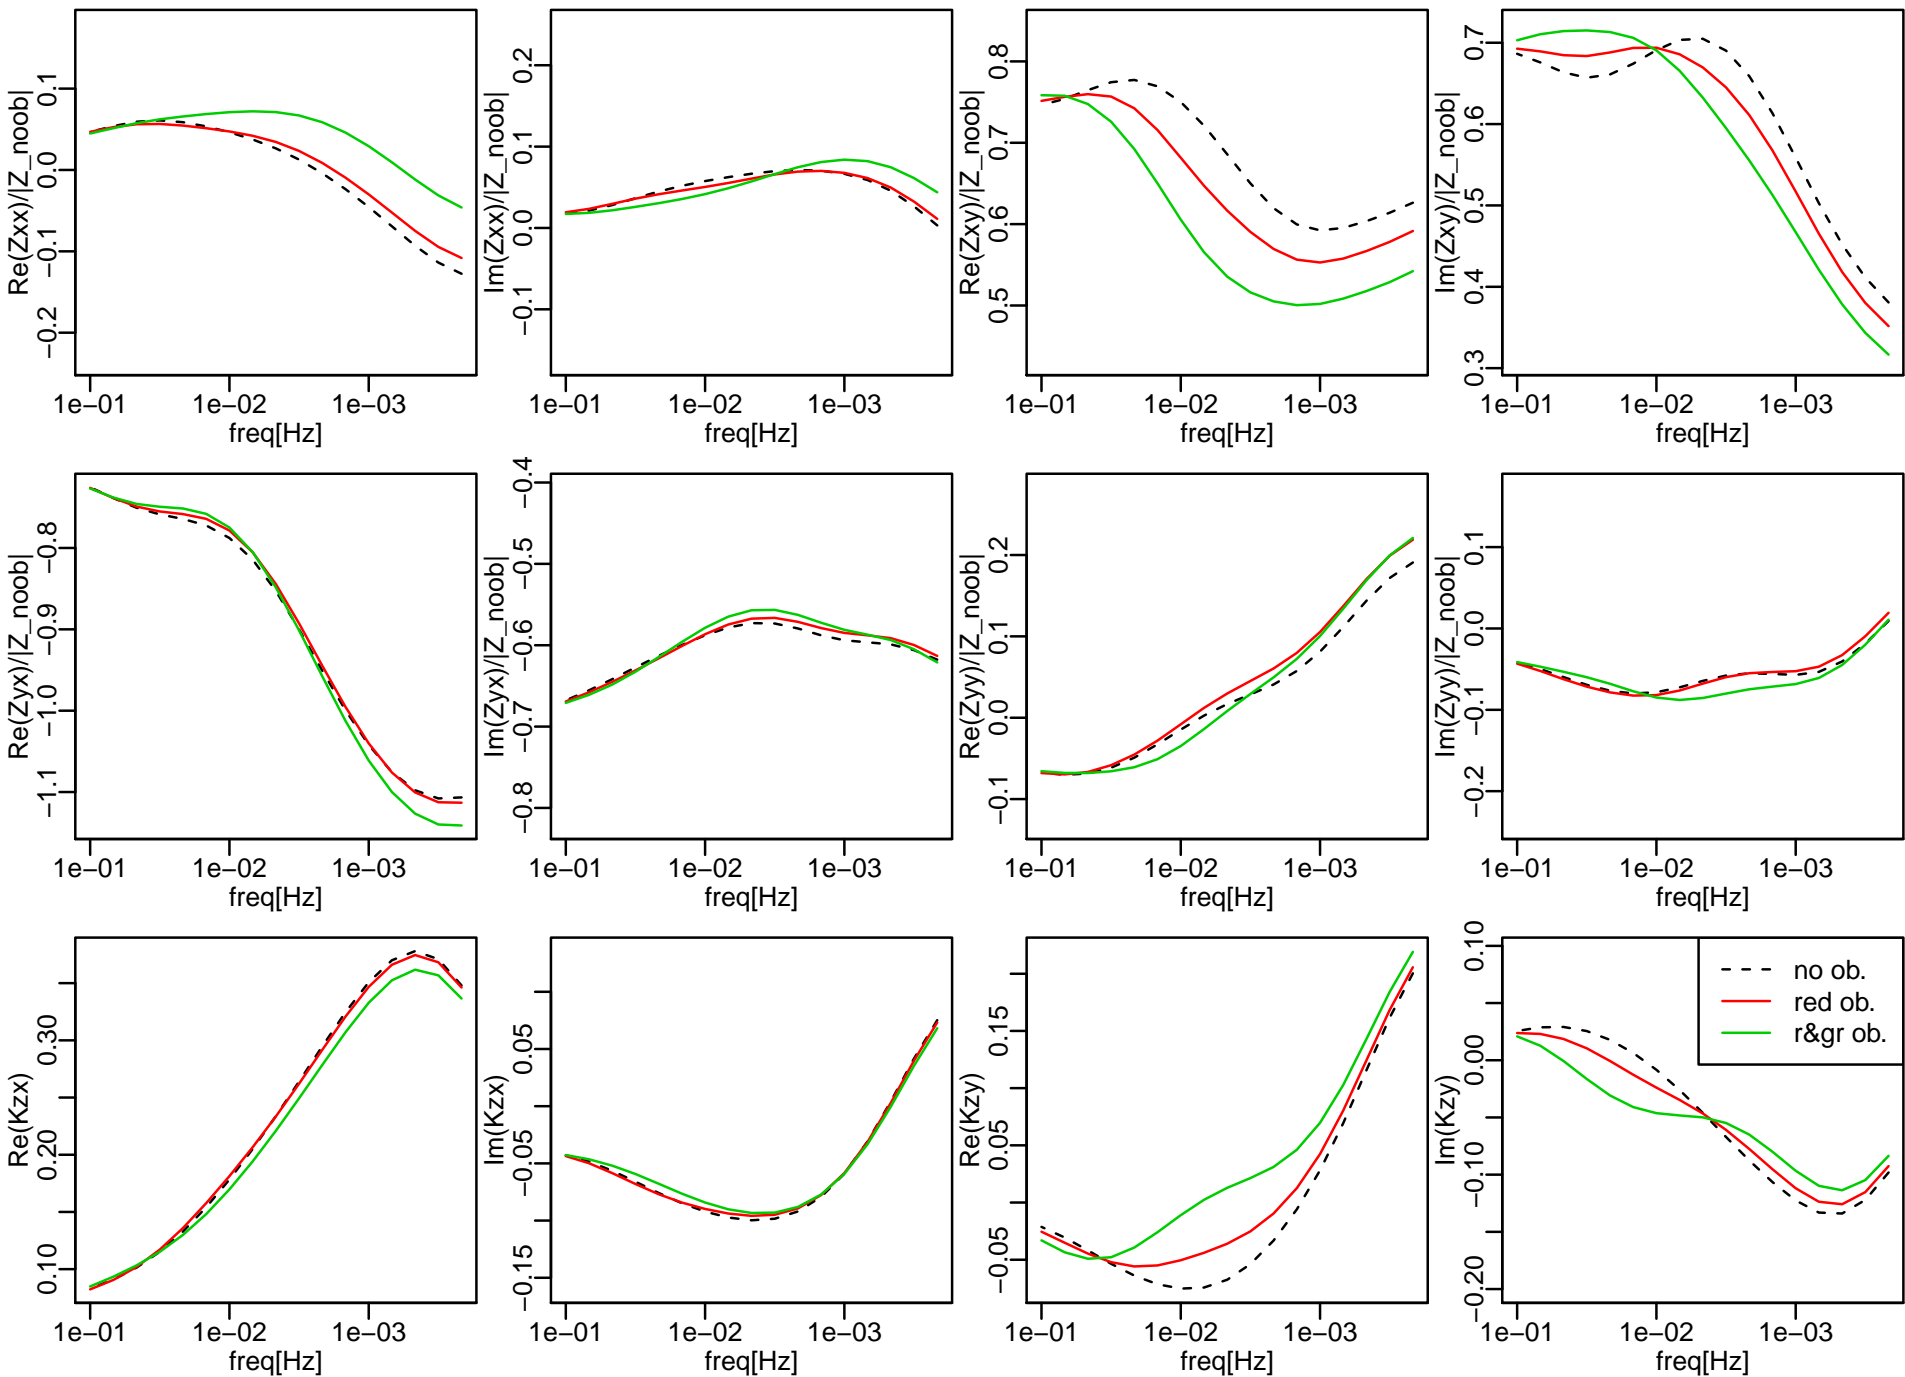 Re(Zxx)/|Z_noob|
−0.2 −0.1 0.0 0.1
1e−01 1e−02 1e−03
freq[Hz]
Im(Zxx)/|Z_noob|
−0.1 0.0 0.1 0.2
1e−01 1e−02 1e−03
freq[Hz]
Re(Zxy)/|Z_noob|
0.5 0.6 0.7 0.8
1e−01 1e−02 1e−03
freq[Hz]
Im(Zxy)/|Z_noob|
0.3 0.4 0.5 0.6 0.7
1e−01 1e−02 1e−03
freq[Hz]
Re(Zyx)/|Z_noob|
−1.1 −1.0 −0.9 −0.8
1e−01 1e−02 1e−03
freq[Hz]
Im(Zyx)/|Z_noob|
−0.8 −0.7 −0.6 −0.5 −0.4
1e−01 1e−02 1e−03
freq[Hz]
Re(Zyy)/|Z_noob|
−0.1 0.0 0.1 0.2
1e−01 1e−02 1e−03
freq[Hz]
Im(Zyy)/|Z_noob|
−0.2 −0.1 0.0 0.1
1e−01 1e−02 1e−03
freq[Hz]
Re(Kzx)
0.10 0.20 0.30
1e−01 1e−02 1e−03
freq[Hz]
Im(Kzx)
−0.15 −0.05 0.05
1e−01 1e−02 1e−03
freq[Hz]
Re(Kzy)
−0.05 0.05 0.15
1e−01 1e−02 1e−03
freq[Hz]
Im(Kzy)
−0.20 −0.10 0.00 0.10
no ob.
red ob.
r&gr ob.
1e−01 1e−02 1e−03
freq[Hz]